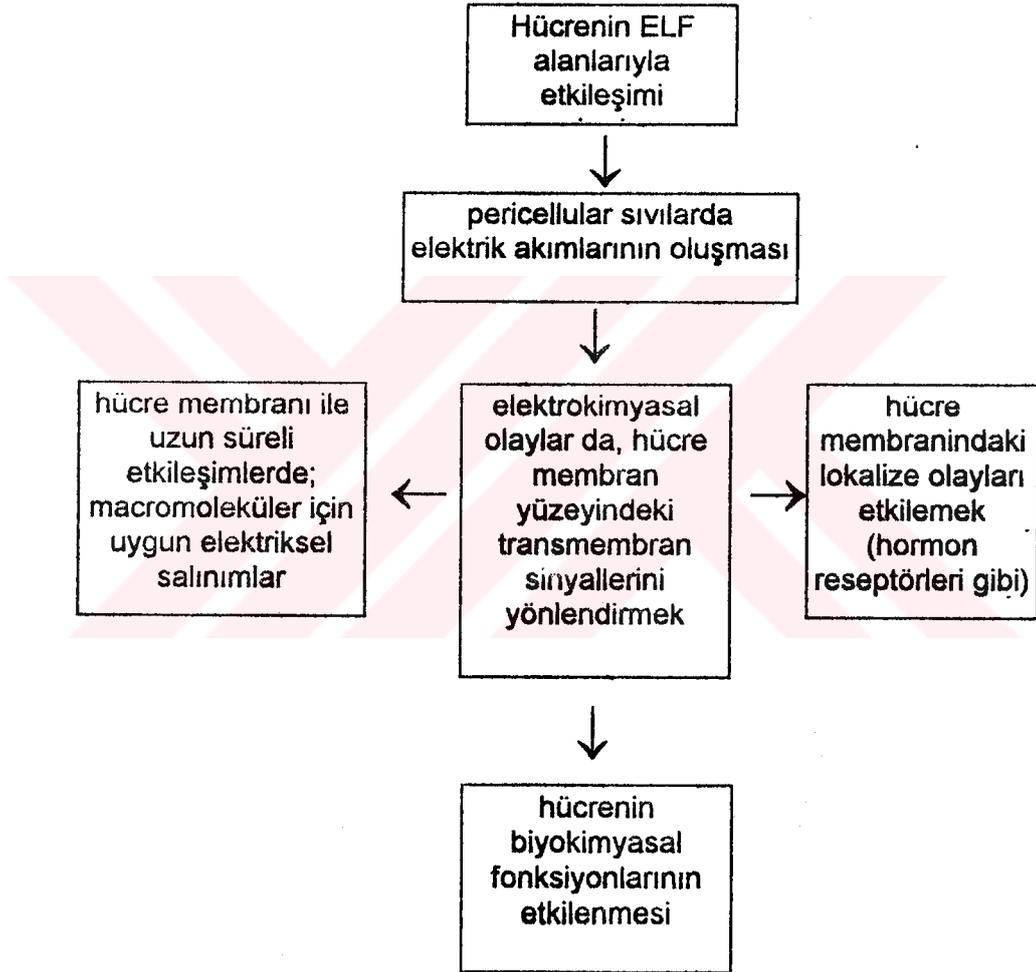 Hücrenin ELF
alanlarıyla
etkileşimi
pericellular sıvılarda
elektrik akımlarının oluşması
hücre membranı ile
uzun süreli
etkileşimlerde;
macromoleküler için
uygun elektriksel
salınımlar
elektrokimyasal
olaylar da, hücre
membran
yüzeyindeki
transmembran
sinyallerini
yönlendirmek
hücre
membranindaki
lokalize olayları
etkilemek
(hormon
reseptörleri gibi)
hücrenin
biyokimyasal
fonksiyonlarının
etkilenmesi